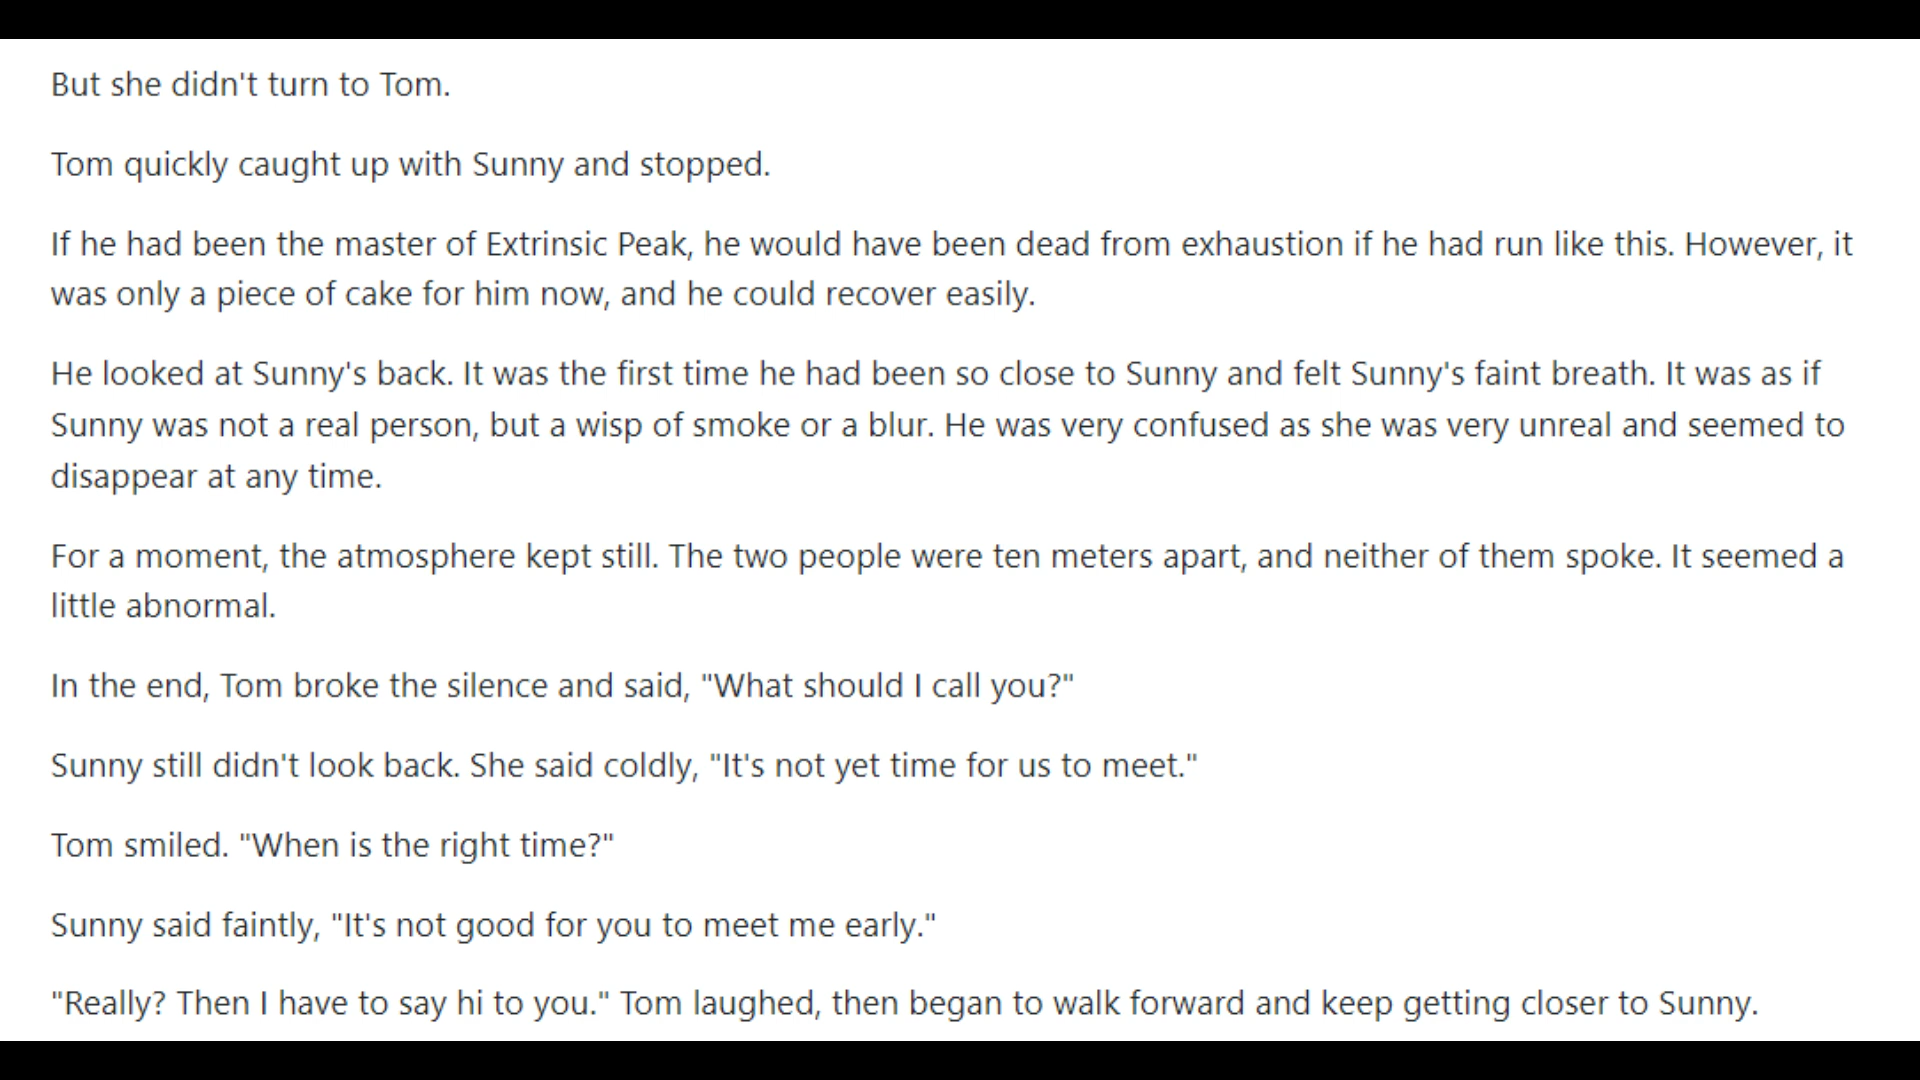 But she didn't turn to Tom.
Tom quickly caught up with Sunny and stopped.
If he had been the master of Extrinsic Peak, he would have been dead from exhaustion if he had run like this. However, it
was only a piece of cake for him now, and he could recover easily.
He looked at Sunny's back. It was the first time he had been so close to Sunny and felt Sunny's faint breath. It was as if
Sunny was not a real person, but a wisp of smoke or a blur. He was very confused as she was very unreal and seemed to
disappear at any time.
For a moment, the atmosphere kept still. The two people were ten meters apart, and neither of them spoke. It seemed a
little abnormal.
In the end, Tom broke the silence and said, "What should I call you?"
Sunny still didn't look back. She said coldly, "It's not yet time for us to meet."
Tom smiled. "When is the right time?"
Sunny said faintly, "It's not good for you to meet me early."
"Really? Then I have to say hi to you." Tom laughed, then began to walk forward and keep getting closer to Sunny.